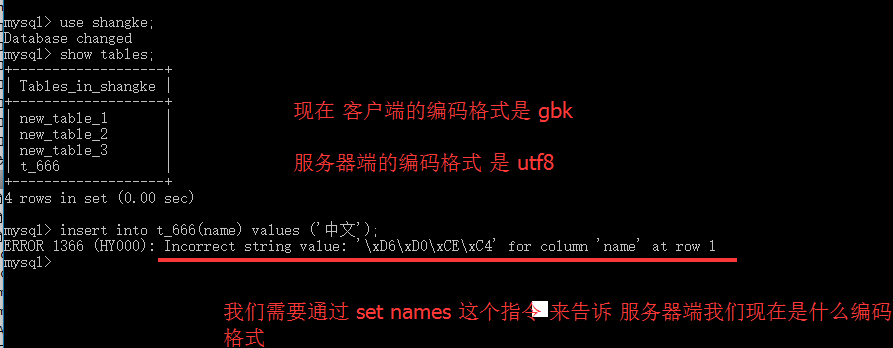 mysql> use shangke;
Database changed
mysql> show tables;
+-------------------+
| Tables_in_shangke |
+-------------------+
| new_table_1       |
| new_table_2       |
| new_table_3       |
| t_666             |
+-------------------+
4 rows in set (0.00 sec)
现在 客户端的编码格式是 gbk
服务器端的编码格式 是 utf8
mysql> insert into t_666(name) values ('中文');
ERROR 1366 (HY000): Incorrect string value: '\xD6\xD0\xCE\xC4' for column 'name' at row 1
mysql>
我们需要通过 set names 这个指令 来告诉 服务器端我们现在是什么编码
格式